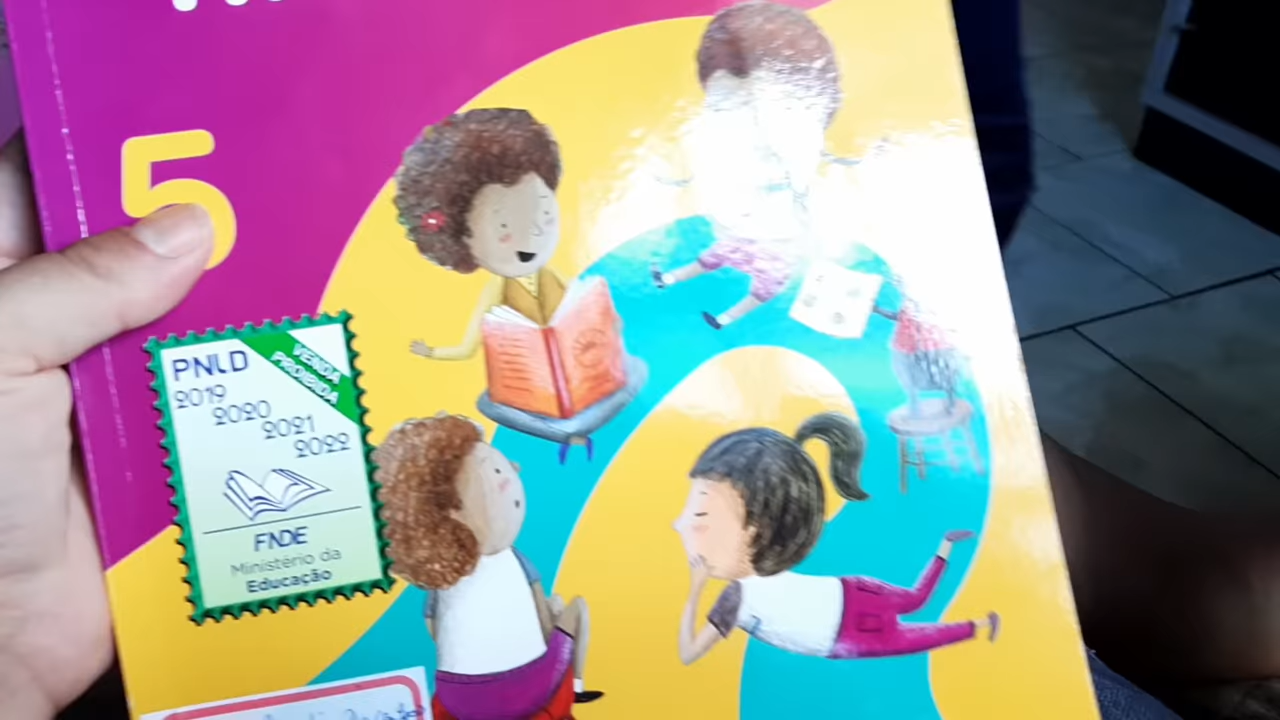 5
PNLD
2019
2020
2021
2022
VENDA
PROIBIDA
FNDE
Ministério da
Educação